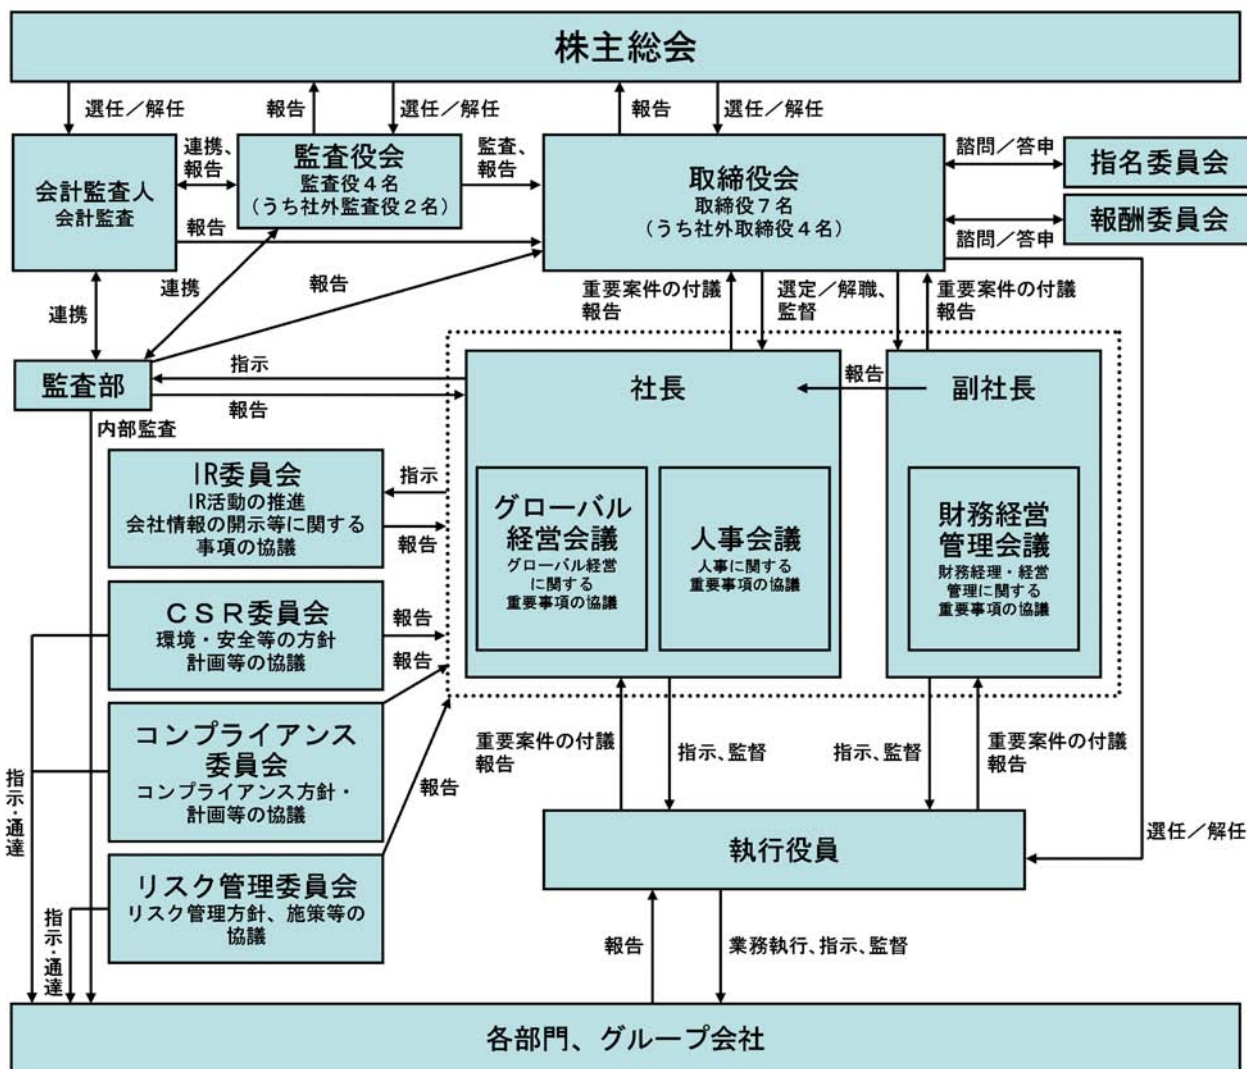 株主総会
選任／解任
報告
選任／解任
報告
選任／解任
会計監査人
会計監査
連携、
報告
監査役会
監査役４名
（うち社外監査役２名）
監査、
報告
取締役会
取締役７名
（うち社外取締役４名）
諮問／答申
指名委員会
報酬委員会
諮問／答申
報告
連携
連携
報告
重要案件の付議
報告
選定／解職、
監督
重要案件の付議
報告
監査部
指示
報告
内部監査
社長
報告
副社長
IR委員会
IR活動の推進
会社情報の開示等に関する
事項の協議
指示
報告
グローバル
経営会議
グローバル経営
に関する
重要事項の協議
人事会議
人事に関する
重要事項の協議
財務経営
管理会議
財務経理・経営
管理に関する
重要事項の協議
ＣＳＲ委員会
環境・安全等の方針
計画等の協議
報告
報告
コンプライアンス
委員会
コンプライアンス方針・
計画等の協議
報告
重要案件の付議
報告
指示、監督
指示、監督
重要案件の付議
報告
指示・通達
執行役員
選任／解任
リスク管理委員会
リスク管理方針、施策等の
協議
指示・通達
報告
業務執行、指示、監督
各部門、グループ会社